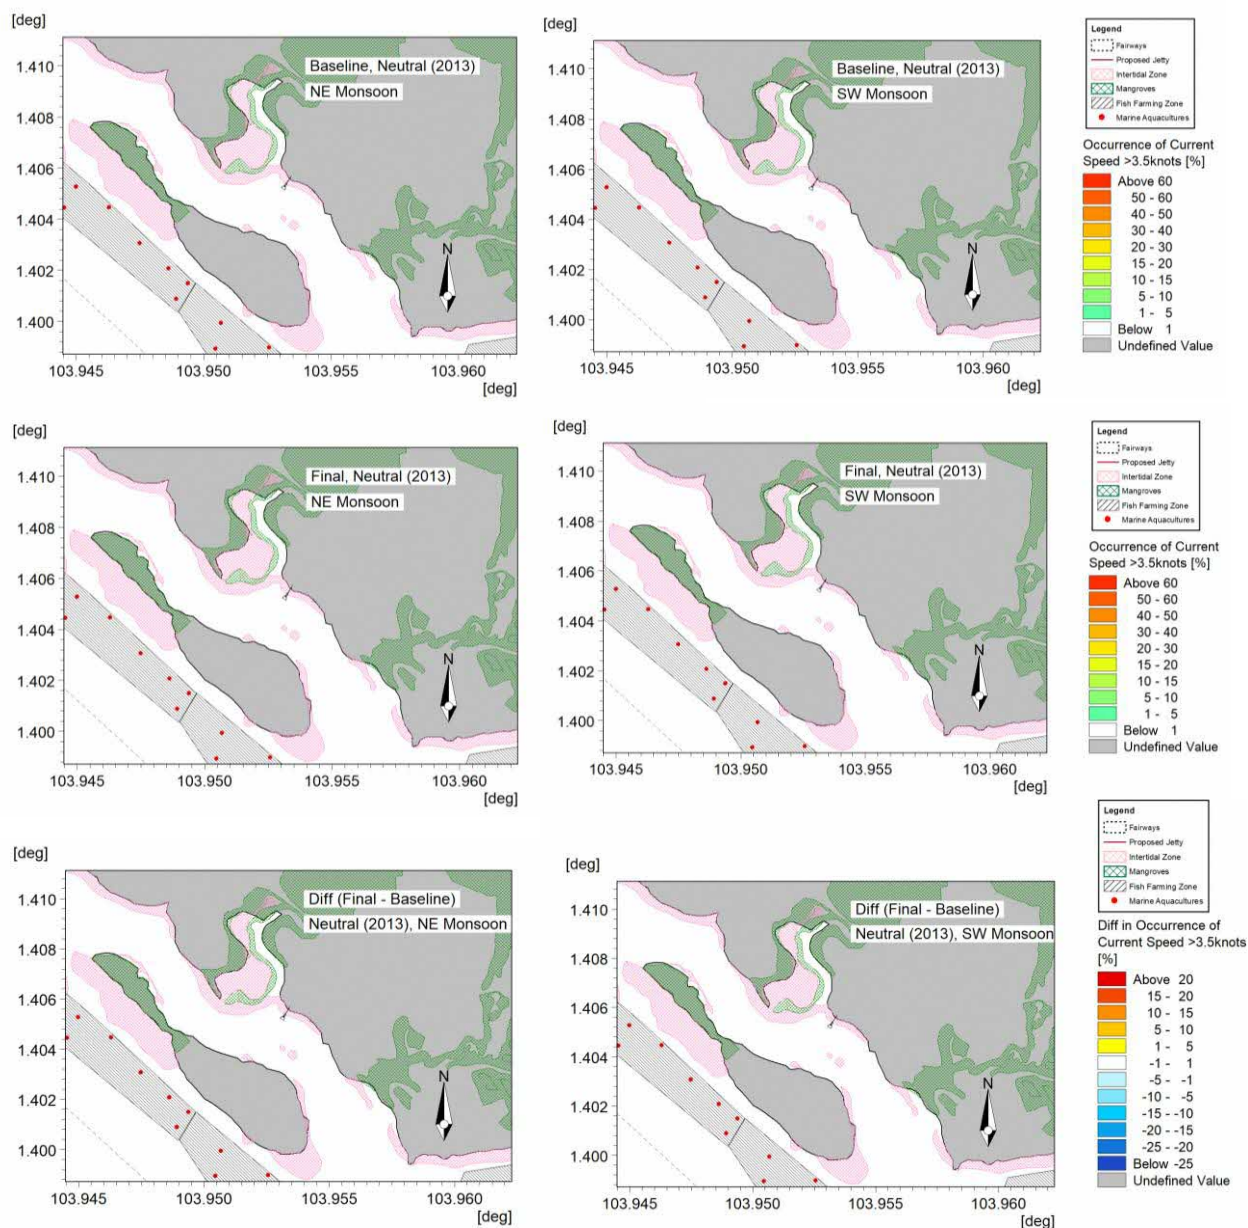 [deg]
1.410
1.408
1.406
1.404
1.402
1.400
103.945
103.950
103.955
103.960
[deg]
Baseline, Neutral (2013)
NE Monsoon
N
[deg]
1.410
1.408
1.406
1.404
1.402
1.400
103.945
103.950
103.955
103.960
[deg]
Baseline, Neutral (2013)
SW Monsoon
N
Legend
Fairways
Proposed Jetty
Intertidal Zone
Mangroves
Fish Farming Zone
Marine Aquacultures
Occurrence of Current
Speed >3.5knots [%]
Above 60
50 - 60
40 - 50
30 - 40
20 - 30
15 - 20
10 - 15
5 - 10
1 - 5
Below 1
Undefined Value
[deg]
1.410
1.408
1.406
1.404
1.402
1.400
103.945
103.950
103.955
103.960
[deg]
Final, Neutral (2013)
NE Monsoon
N
[deg]
1.410
1.408
1.406
1.404
1.402
1.400
103.945
103.950
103.955
103.960
[deg]
Final, Neutral (2013)
SW Monsoon
N
Legend
Fairways
Proposed Jetty
Intertidal Zone
Mangroves
Fish Farming Zone
Marine Aquacultures
Occurrence of Current
Speed >3.5knots [%]
Above 60
50 - 60
40 - 50
30 - 40
20 - 30
15 - 20
10 - 15
5 - 10
1 - 5
Below 1
Undefined Value
[deg]
1.410
1.408
1.406
1.404
1.402
1.400
103.945
103.950
103.955
103.960
[deg]
Diff (Final - Baseline)
Neutral (2013), NE Monsoon
N
[deg]
1.410
1.408
1.406
1.404
1.402
1.400
103.945
103.950
103.955
103.960
[deg]
Diff (Final - Baseline)
Neutral (2013), SW Monsoon
N
Legend
Fairways
Proposed Jetty
Intertidal Zone
Mangroves
Fish Farming Zone
Marine Aquacultures
Diff in Occurrence of
Current Speed >3.5knots
[%]
Above 20
15 - 20
10 - 15
5 - 10
1 - 5
-1 - 1
-5 - -1
-10 - -5
-15 - -10
-20 - -15
-25 - -20
Below -25
Undefined Value